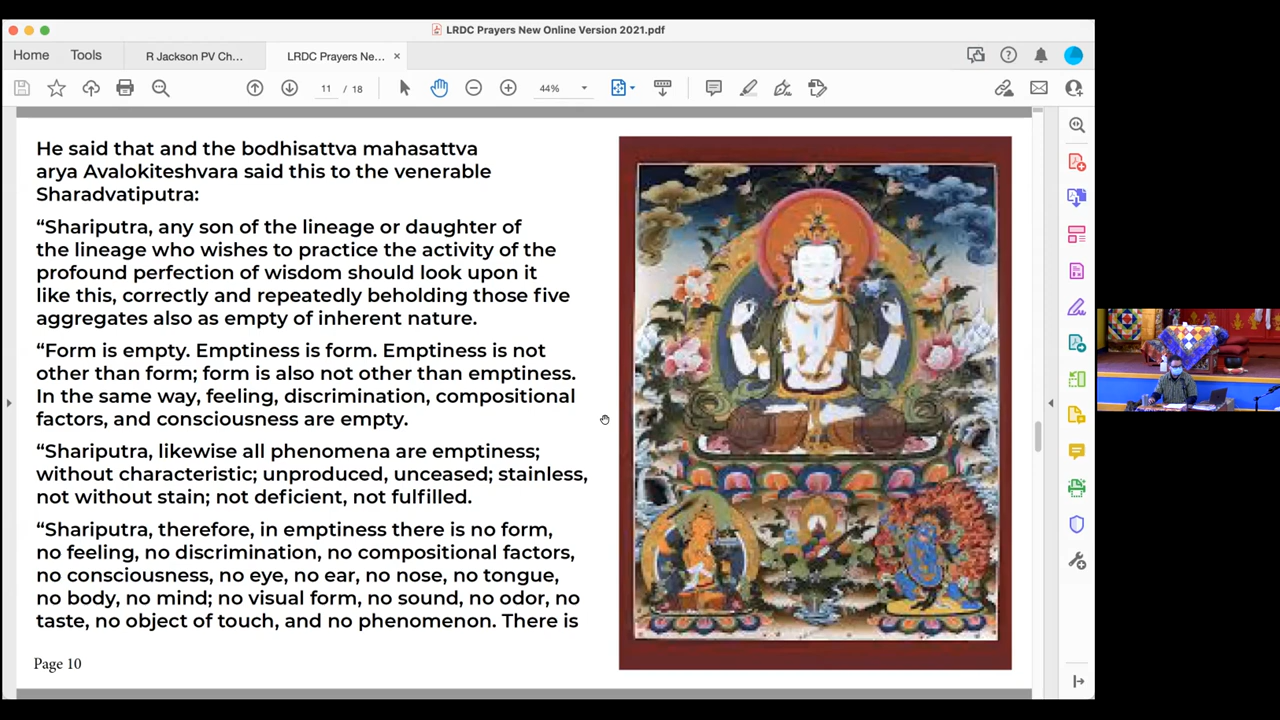 LRDC Prayers New Online Version 2021.pdf
Home
Tools
R Jackson PV Ch...
LRDC Prayers Ne...
11 / 18
44%
He said that and the bodhisattva mahasattva
arya Avalokiteshvara said this to the venerable
Sharadvatiputra:
“Shariputra, any son of the lineage or daughter of
the lineage who wishes to practice the activity of the
profound perfection of wisdom should look upon it
like this, correctly and repeatedly beholding those five
aggregates also as empty of inherent nature.
“Form is empty. Emptiness is form. Emptiness is not
other than form; form is also not other than emptiness.
In the same way, feeling, discrimination, compositional
factors, and consciousness are empty.
“Shariputra, likewise all phenomena are emptiness;
without characteristic; unproduced, unceased; stainless,
not without stain; not deficient, not fulfilled.
“Shariputra, therefore, in emptiness there is no form,
no feeling, no discrimination, no compositional factors,
no consciousness, no eye, no ear, no nose, no tongue,
no body, no mind; no visual form, no sound, no odor, no
taste, no object of touch, and no phenomenon. There is
Page 10